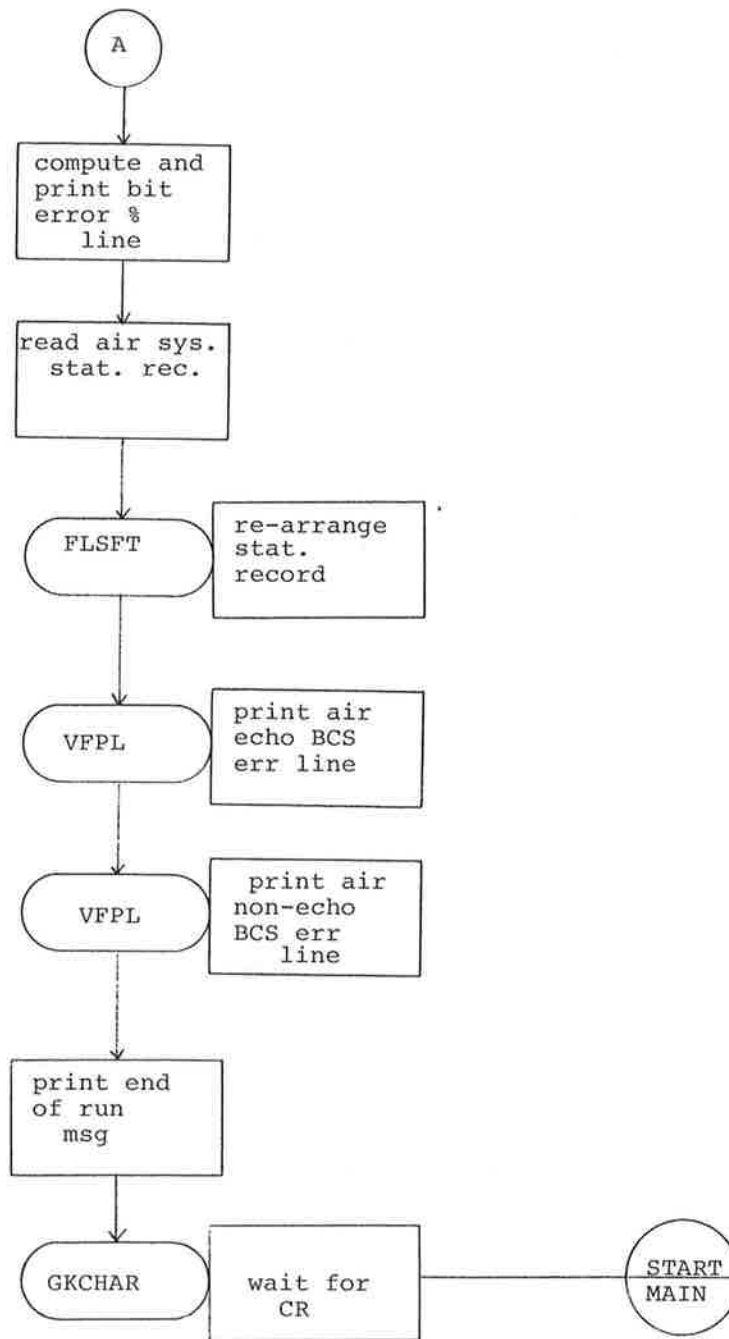 A
compute and
print bit
error %
line
read air sys.
stat. rec.
FLSFT
re-arrange
stat.
record
VFPL
print air
echo BCS
err line
VFPL
print air
non-echo
BCS err
line
print end
of run
msg
GKCHAR
wait for
CR
START
MAIN